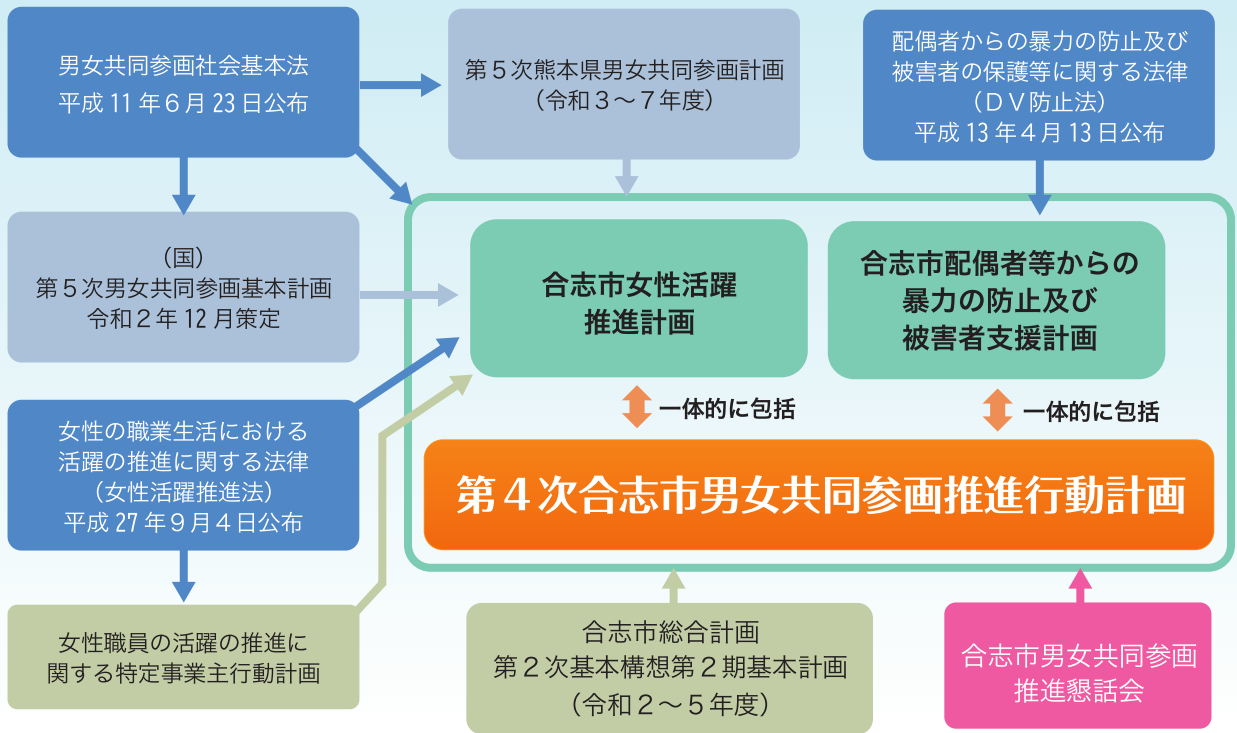 男女共同参画社会基本法
平成11年６月23日公布
第５次熊本県男女共同参画計画
（令和３～７年度）
配偶者からの暴力の防止及び
被害者の保護等に関する法律
（ＤＶ防止法）
平成13年４月13日公布
（国）
第５次男女共同参画基本計画
令和２年12月策定
合志市女性活躍
推進計画
合志市配偶者等からの
暴力の防止及び
被害者支援計画
一体的に包括
一体的に包括
女性の職業生活における
活躍の推進に関する法律
（女性活躍推進法）
平成27年９月４日公布
第４次合志市男女共同参画推進行動計画
女性職員の活躍の推進に
関する特定事業主行動計画
合志市総合計画
第２次基本構想第２期基本計画
（令和２～５年度）
合志市男女共同参画
推進懇話会